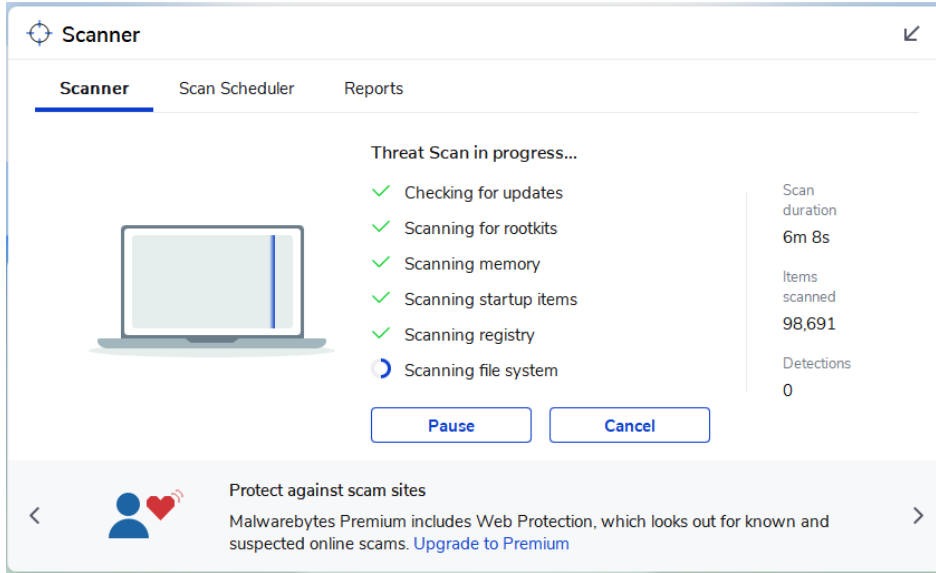 Scanner
Scanner Scan Scheduler Reports
Threat Scan in progress...
Checking for updates
Scanning for rootkits
Scanning memory
Scanning startup items
Scanning registry
Scanning file system
Pause Cancel
Scan
duration
6m 8s
Items
scanned
98,691
Detections
0
Protect against scam sites
Malwarebytes Premium includes Web Protection, which looks out for known and
suspected online scams. Upgrade to Premium